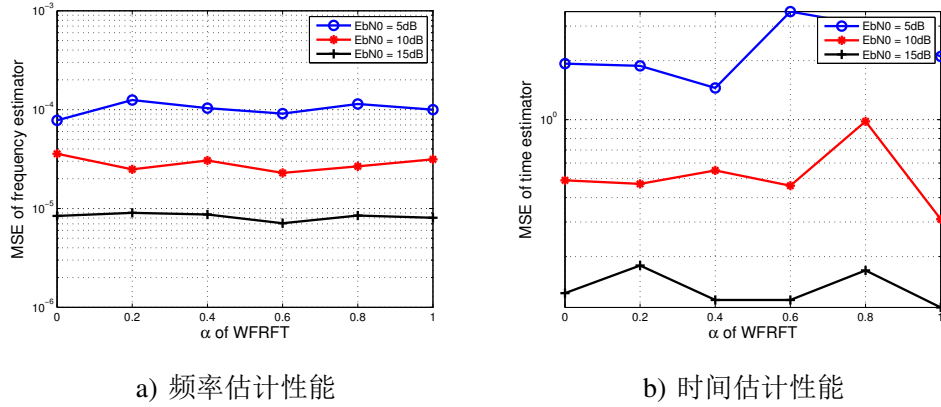 10^-3
10^-4
10^-5
10^-6
MSE of frequency estimator
EbN0 = 5dB
EbN0 = 10dB
EbN0 = 15dB
0 0.2 0.4 0.6 0.8 1
α of WFRFT
a) 频率估计性能
10^0
MSE of time estimator
EbN0 = 5dB
EbN0 = 10dB
EbN0 = 15dB
0 0.2 0.4 0.6 0.8 1
α of WFRFT
b) 时间估计性能